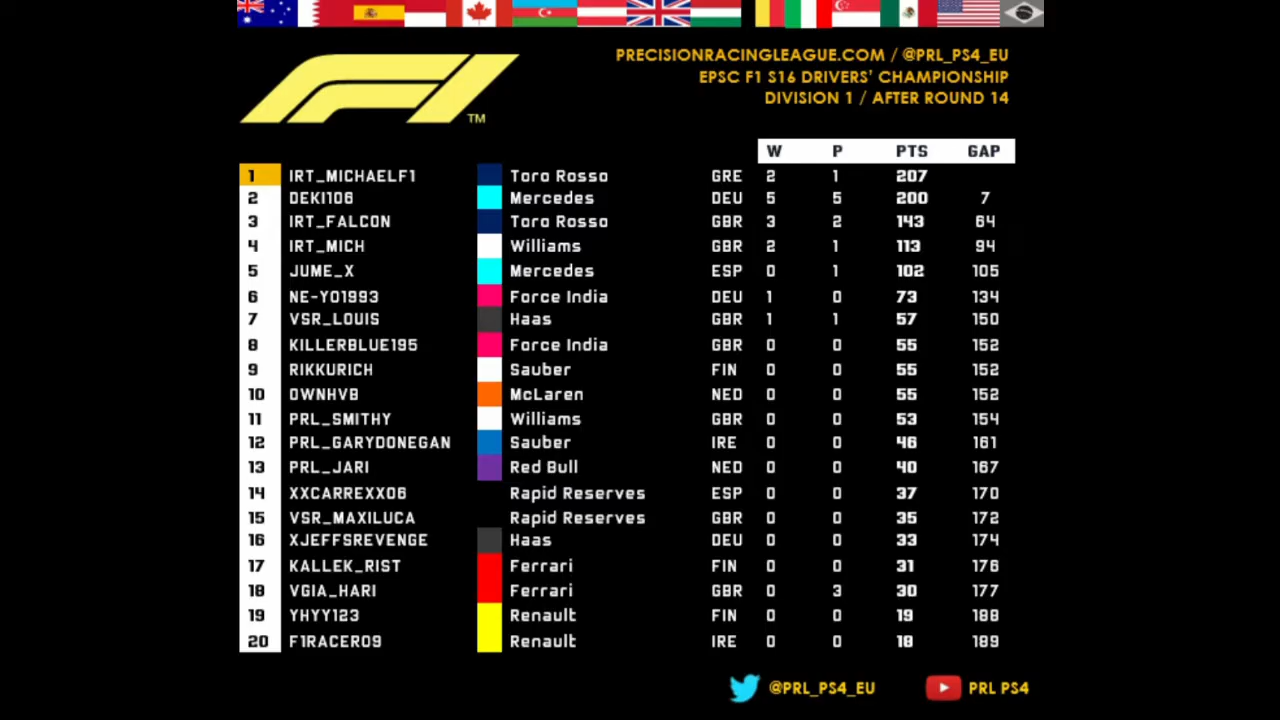 PRECISIONRACINGLEAGUE.COM / @PRL_PS4_EU
EPSC F1 S16 DRIVERS' CHAMPIONSHIP
DIVISION 1 / AFTER ROUND 14
F1 TM
W P PTS GAP
1 IRT_MICHAELF1 Toro Rosso GRE 2 1 207
2 DEKI106 Mercedes DEU 5 5 200 7
3 IRT_FALCON Toro Rosso GBR 3 2 143 64
4 IRT_MICH Williams GBR 2 1 113 94
5 JUME_X Mercedes ESP 0 1 102 105
6 NE-YO1993 Force India DEU 1 0 73 134
7 VSR_LOUIS Haas GBR 1 1 57 150
8 KILLERBLUE195 Force India GBR 0 0 55 152
9 RIKKURICH Sauber FIN 0 0 55 152
10 OWNHVB McLaren NED 0 0 55 152
11 PRL_SMITHY Williams GBR 0 0 53 154
12 PRL_GARYDONEGAN Sauber IRE 0 0 46 161
13 PRL_JARI Red Bull NED 0 0 40 167
14 XXCARREXX06 Rapid Reserves ESP 0 0 37 170
15 VSR_MAXILUCA Rapid Reserves GBR 0 0 35 172
16 XJEFFSREVENGE Haas DEU 0 0 33 174
17 KALLEK_RIST Ferrari FIN 0 0 31 176
18 VGIA_HARI Ferrari GBR 0 3 30 177
19 YHYY123 Renault FIN 0 0 19 188
20 F1RACER09 Renault IRE 0 0 18 189
@PRL_PS4_EU PRL PS4